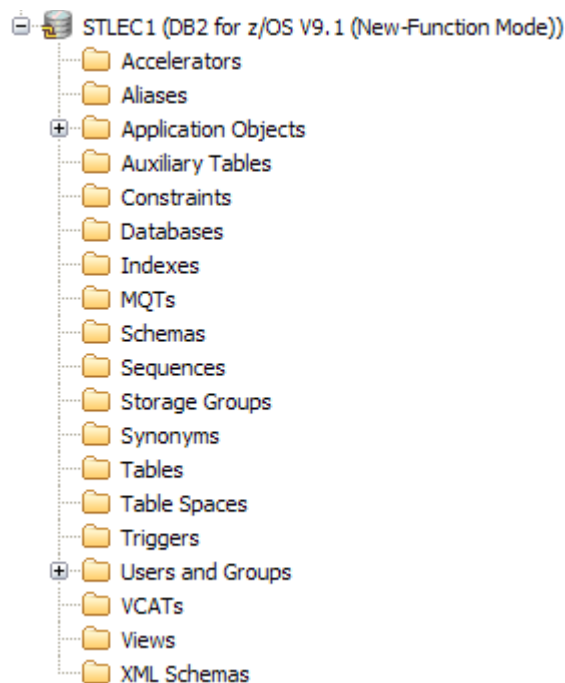 STLEC1 (DB2 for z/OS V9.1 (New-Function Mode))
Accelerators
Aliases
Application Objects
Auxiliary Tables
Constraints
Databases
Indexes
MQTs
Schemas
Sequences
Storage Groups
Synonyms
Tables
Table Spaces
Triggers
Users and Groups
VCATs
Views
XML Schemas